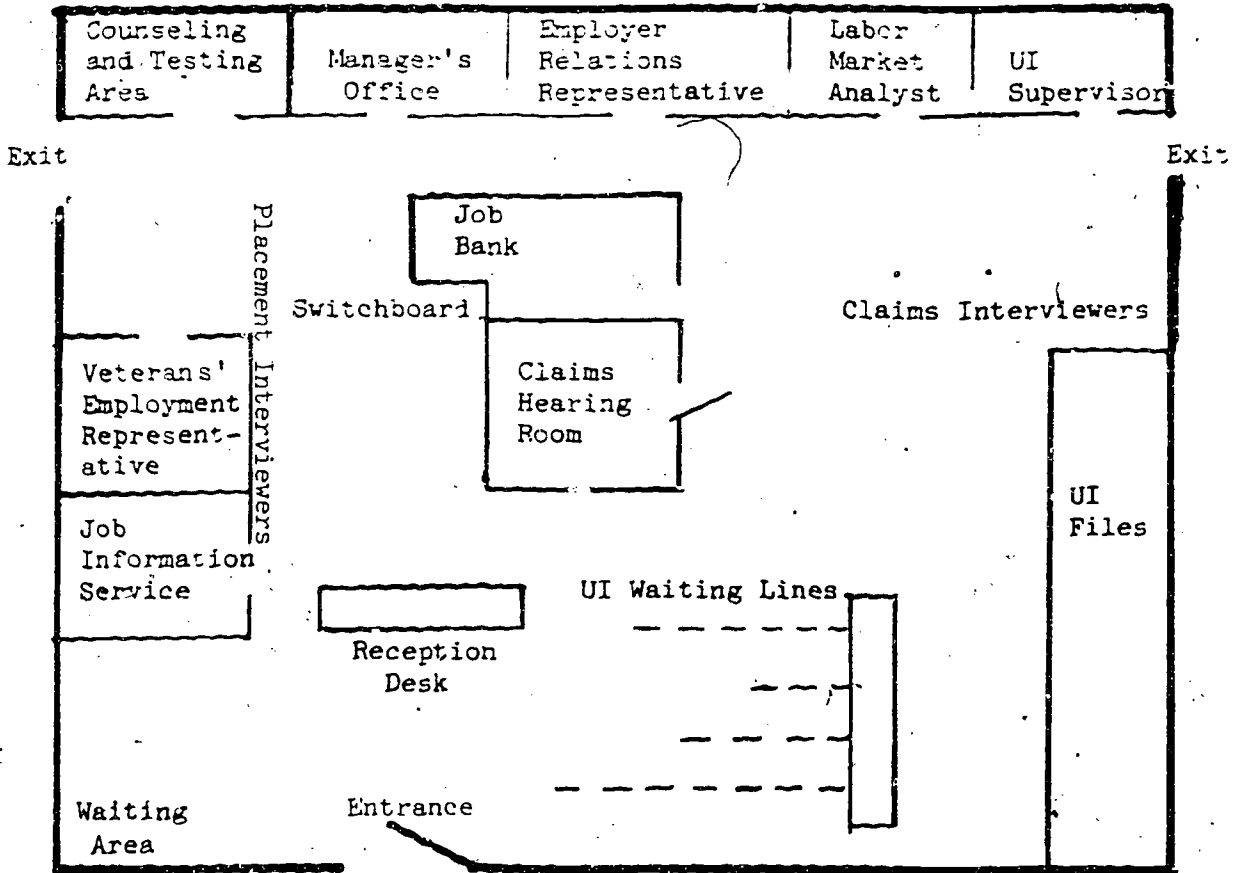 Counseling
and Testing
Area
Manager's
Office
Employer
Relations
Representative
Labor
Market
Analyst
UI
Supervisor
Exit
Exit
Placement Interviewers
Job
Bank
Switchboard
Claims Interviewers
Veterans'
Employment
Represent-
ative
Claims
Hearing
Room
UI
Files
Job
Information
Service
UI Waiting Lines
Reception
Desk
Waiting
Area
Entrance